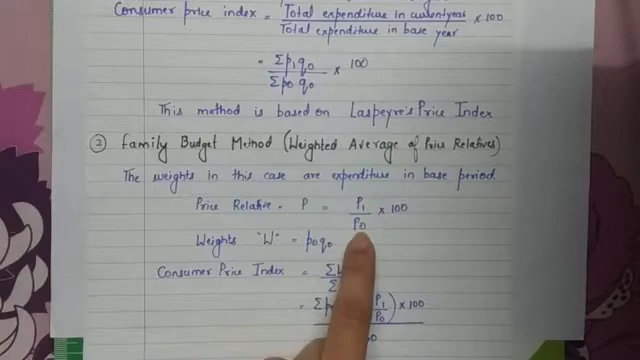 Consumer price index = Total expenditure in current year / Total expenditure in base year × 100
= Σp₁q₀ / Σp₀q₀ × 100
This method is based on Laspeyre's Price Index
② Family Budget Method (Weighted Average of Price Relatives)
The weights in this case are expenditure in base period
Price Relative = P = P₁ / P₀ × 100
Weights "W" = p₀q₀
Consumer Price Index = Σ
= Σp P₁ / P₀) × 100